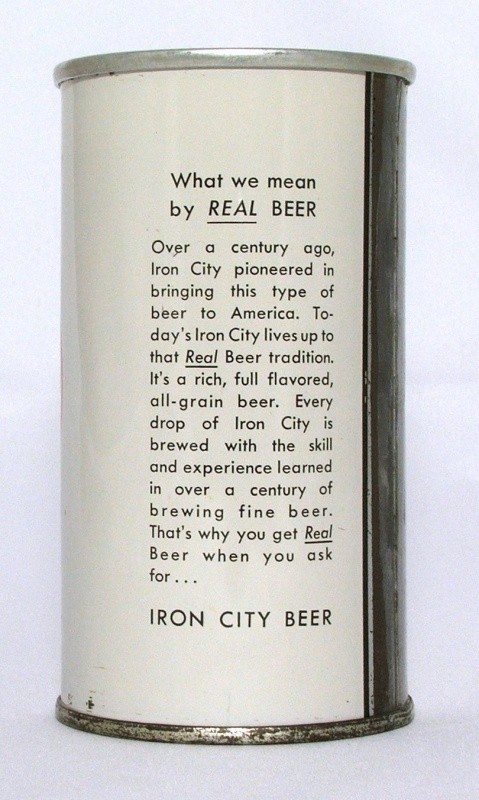 What we mean
by REAL BEER
Over a century ago,
Iron City pioneered in
bringing this type of
beer to America. To-
day's Iron City lives up to
that Real Beer tradition.
It's a rich, full flavored,
all-grain beer. Every
drop of Iron City is
brewed with the skill
and experience learned
in over a century of
brewing fine beer.
That's why you get Real
Beer when you ask
for...
IRON CITY BEER